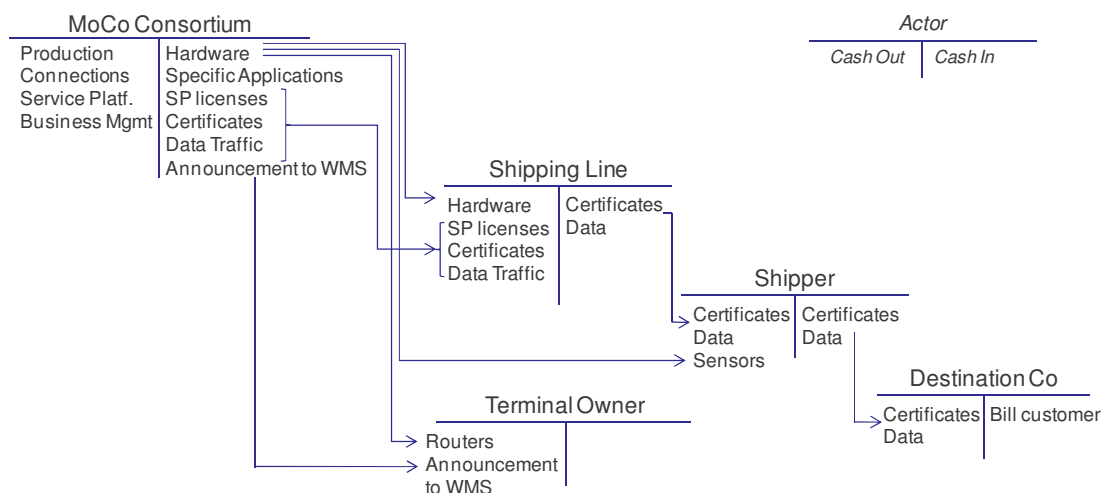 MoCo Consortium
Production
Connections
Service Platf.
Business Mgmt
Hardware
Specific Applications
SP licenses
Certificates
Data Traffic
Announcement to WMS
Actor
Cash Out
Cash In
Shipping Line
Hardware
SP licenses
Certificates
Data Traffic
Certificates
Data
Shipper
Certificates
Data
Sensors
Certificates
Data
Terminal Owner
Routers
Announcement
to WMS
Destination Co
Certificates
Data
Bill customer